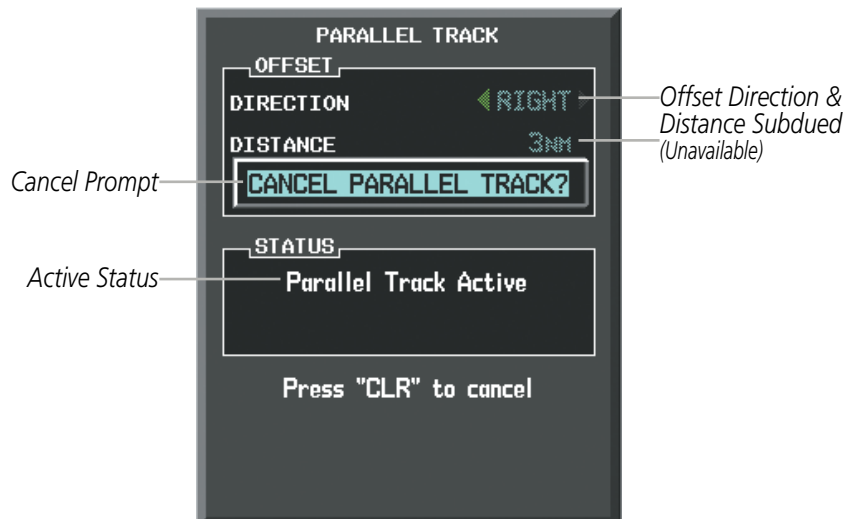 PARALLEL TRACK
OFFSET
DIRECTION RIGHT
DISTANCE 3NM
CANCEL PARALLEL TRACK?
STATUS
Parallel Track Active
Press "CLR" to cancel
Cancel Prompt
Active Status
Offset Direction &
Distance Subdued
(Unavailable)